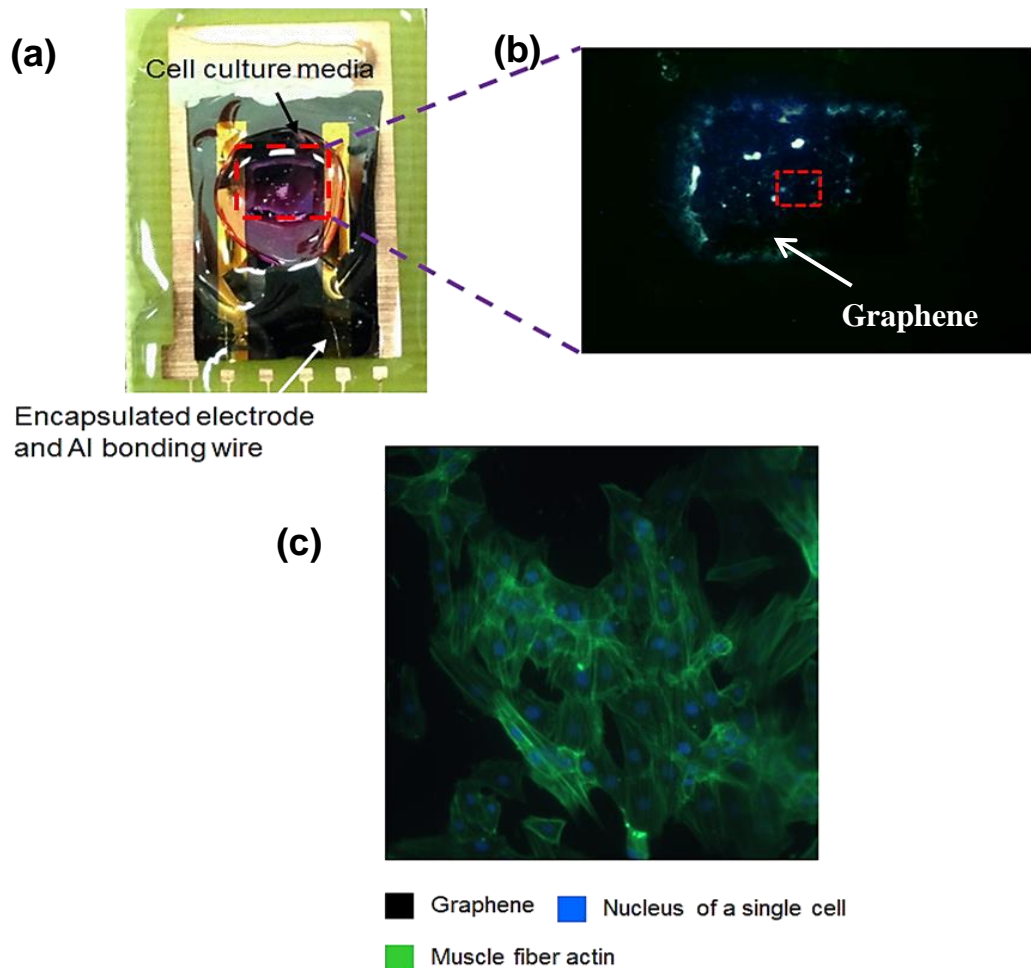 (a)
Cell culture media
(b)
Graphene
Encapsulated electrode
and Al bonding wire
(c)
Graphene
Nucleus of a single cell
Muscle fiber actin